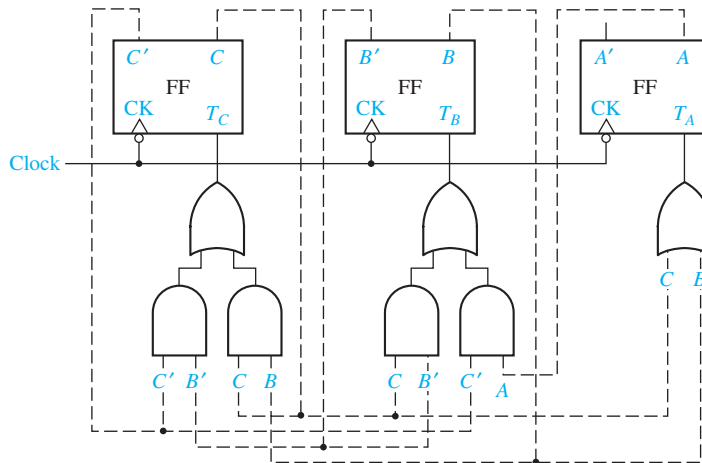 C′ C B′ B A′ A
FF FF FF
CK T_C CK T_B CK T_A
Clock
C B
C′ B′ C B C B′ C′ A